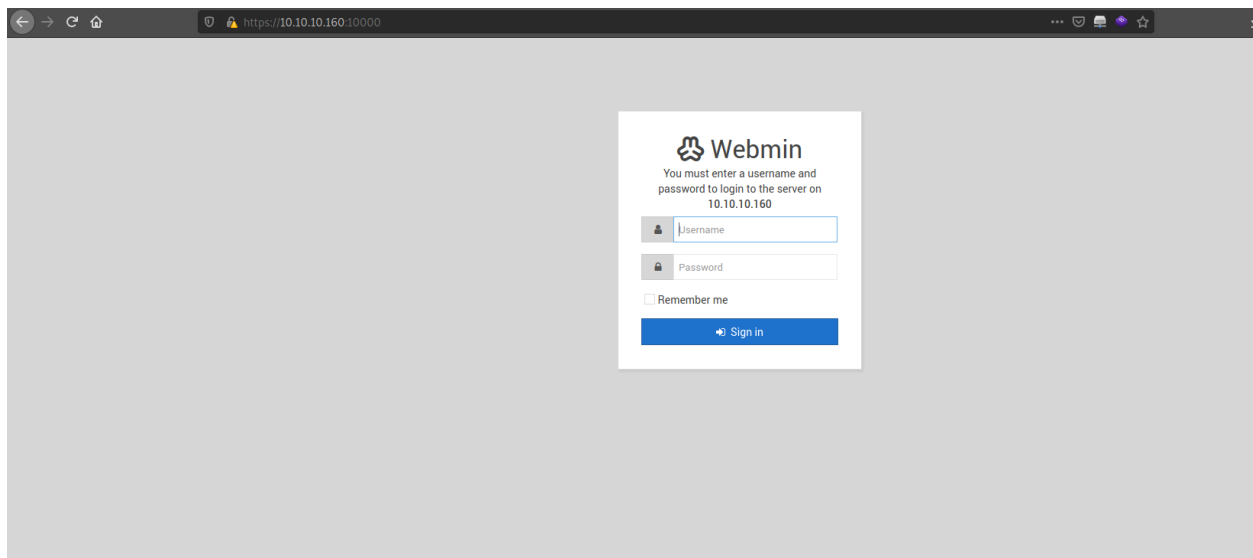 https://10.10.10.160:10000
Webmin
You must enter a username and
password to login to the server on
10.10.10.160
Username
Password
Remember me
Sign in